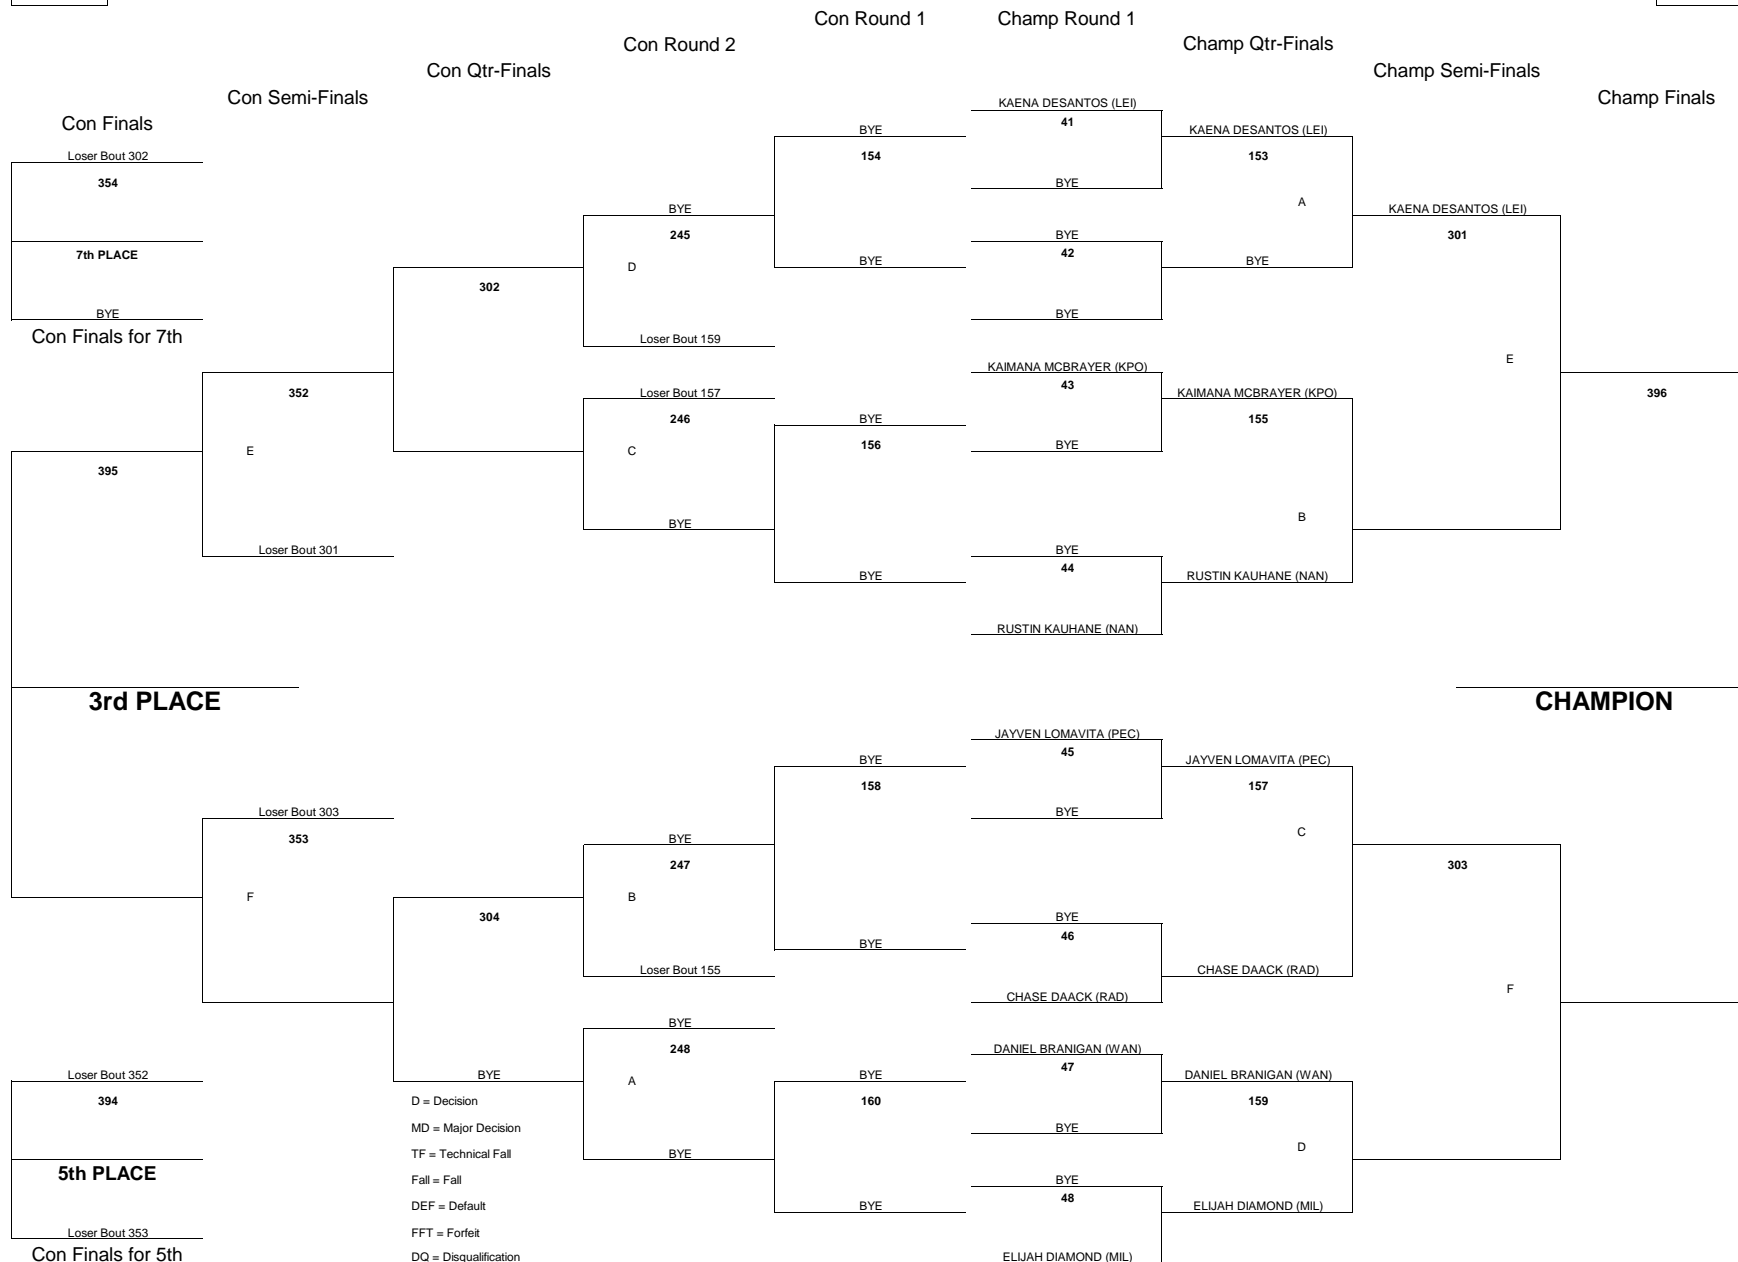 Con Round 1
Champ Round 1
Con Round 2
Champ Qtr-Finals
Con Qtr-Finals
Champ Semi-Finals
Con Semi-Finals
Champ Finals
Con Finals
KAENA DESANTOS (LEI)
41
BYE
KAENA DESANTOS (LEI)
Loser Bout 302
154
153
354
BYE
A
BYE
KAENA DESANTOS (LEI)
245
BYE
301
7th PLACE
42
D
BYE
BYE
302
BYE
BYE
Con Finals for 7th
Loser Bout 159
E
KAIMANA MCBRAYER (KPO)
43
352
Loser Bout 157
KAIMANA MCBRAYER (KPO)
396
246
BYE
155
E
C
156
BYE
395
BYE
B
Loser Bout 301
BYE
44
BYE
RUSTIN KAUHANE (NAN)
RUSTIN KAUHANE (NAN)
3rd PLACE
CHAMPION
JAYVEN LOMAVITA (PEC)
45
BYE
JAYVEN LOMAVITA (PEC)
158
157
Loser Bout 303
BYE
353
BYE
C
247
303
F
B
304
BYE
46
BYE
Loser Bout 155
CHASE DAACK (RAD)
F
CHASE DAACK (RAD)
BYE
248
DANIEL BRANIGAN (WAN)
47
Loser Bout 352
BYE
A
BYE
DANIEL BRANIGAN (WAN)
394
D = Decision
160
159
MD = Major Decision
BYE
TF = Technical Fall
BYE
D
5th PLACE
Fall = Fall
BYE
48
DEF = Default
BYE
ELIJAH DIAMOND (MIL)
Loser Bout 353
FFT = Forfeit
Con Finals for 5th
DQ = Disqualification
ELIJAH DIAMOND (MIL)